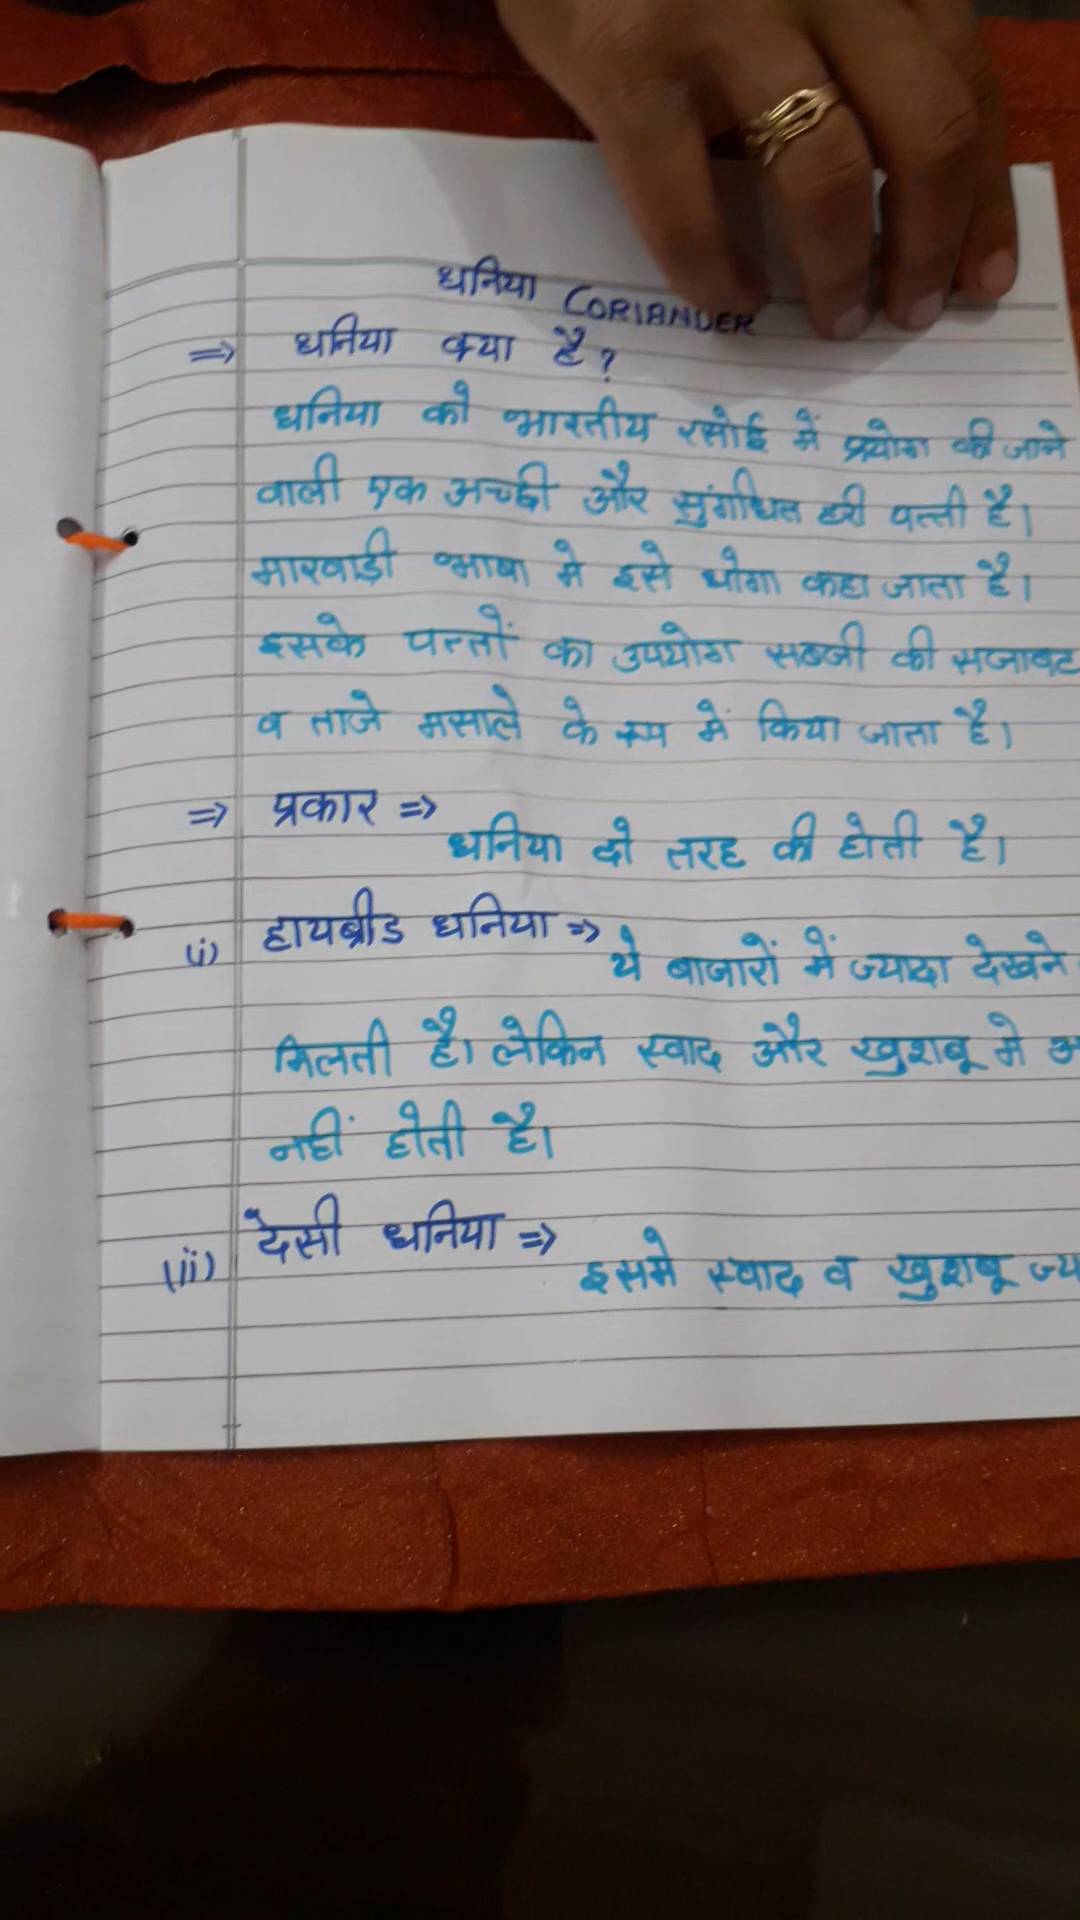 धनिया CORIANDER
⇒ धनिया क्या है?
धनिया को भारतीय रसोई में प्रयोग की जाने
वाली एक अच्छी और सुंगधित हरी पत्ती है।
मारवाड़ी भाषा मे इसे धोगा कहा जाता है।
इसके पत्तों का उपयोग सब्जी की सजावट
व ताजे मसाले के रूप में किया जाता है।
⇒ प्रकार ⇒
धनिया दो तरह की होती है।
(i) हायब्रीड धनिया ⇒
ये बाजारों में ज्यादा देखने
मिलती है। लेकिन स्वाद और खुशबू मे
नहीं होती है।
(ii) देसी धनिया ⇒
इसमे स्वाद व खुशबू